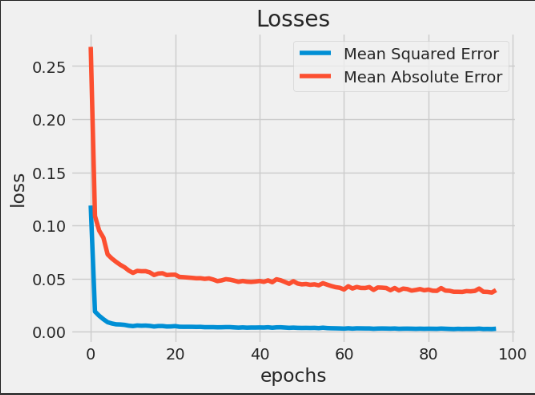 Losses
Mean Squared Error
Mean Absolute Error
0.25
0.20
0.15
0.10
0.05
0.00
loss
0 20 40 60 80 100
epochs